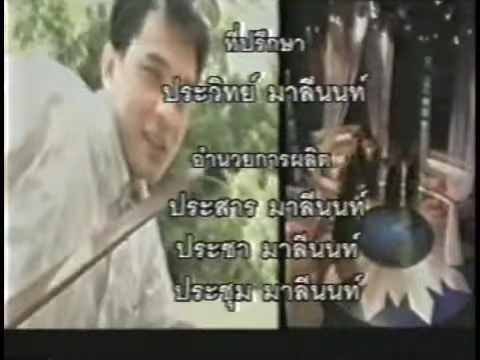 ที่ปรึกษา
ประวิทย์ มาลีนนท์
อำนวยการผลิต
ประสาร มาลีนนท์
ประชา มาลีนนท์
ประชุม มาลีนนท์